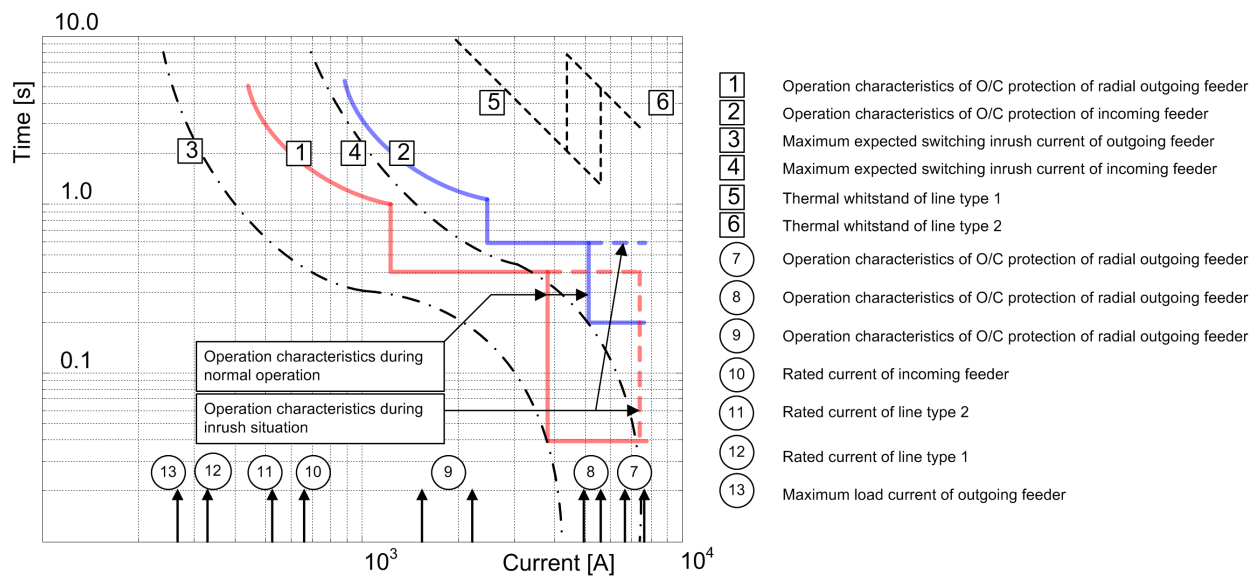 10.0
Time [s]
1.0
0.1
3
1
4
2
5
6
Operation characteristics during
normal operation
Operation characteristics during
inrush situation
13
12
11
10
9
8
7
10³
Current [A]
10⁴
1 Operation characteristics of O/C protection of radial outgoing feeder
2 Operation characteristics of O/C protection of incoming feeder
3 Maximum expected switching inrush current of outgoing feeder
4 Maximum expected switching inrush current of incoming feeder
5 Thermal whitstand of line type 1
6 Thermal whitstand of line type 2
7 Operation characteristics of O/C protection of radial outgoing feeder
8 Operation characteristics of O/C protection of radial outgoing feeder
9 Operation characteristics of O/C protection of radial outgoing feeder
10 Rated current of incoming feeder
11 Rated current of line type 2
12 Rated current of line type 1
13 Maximum load current of outgoing feeder